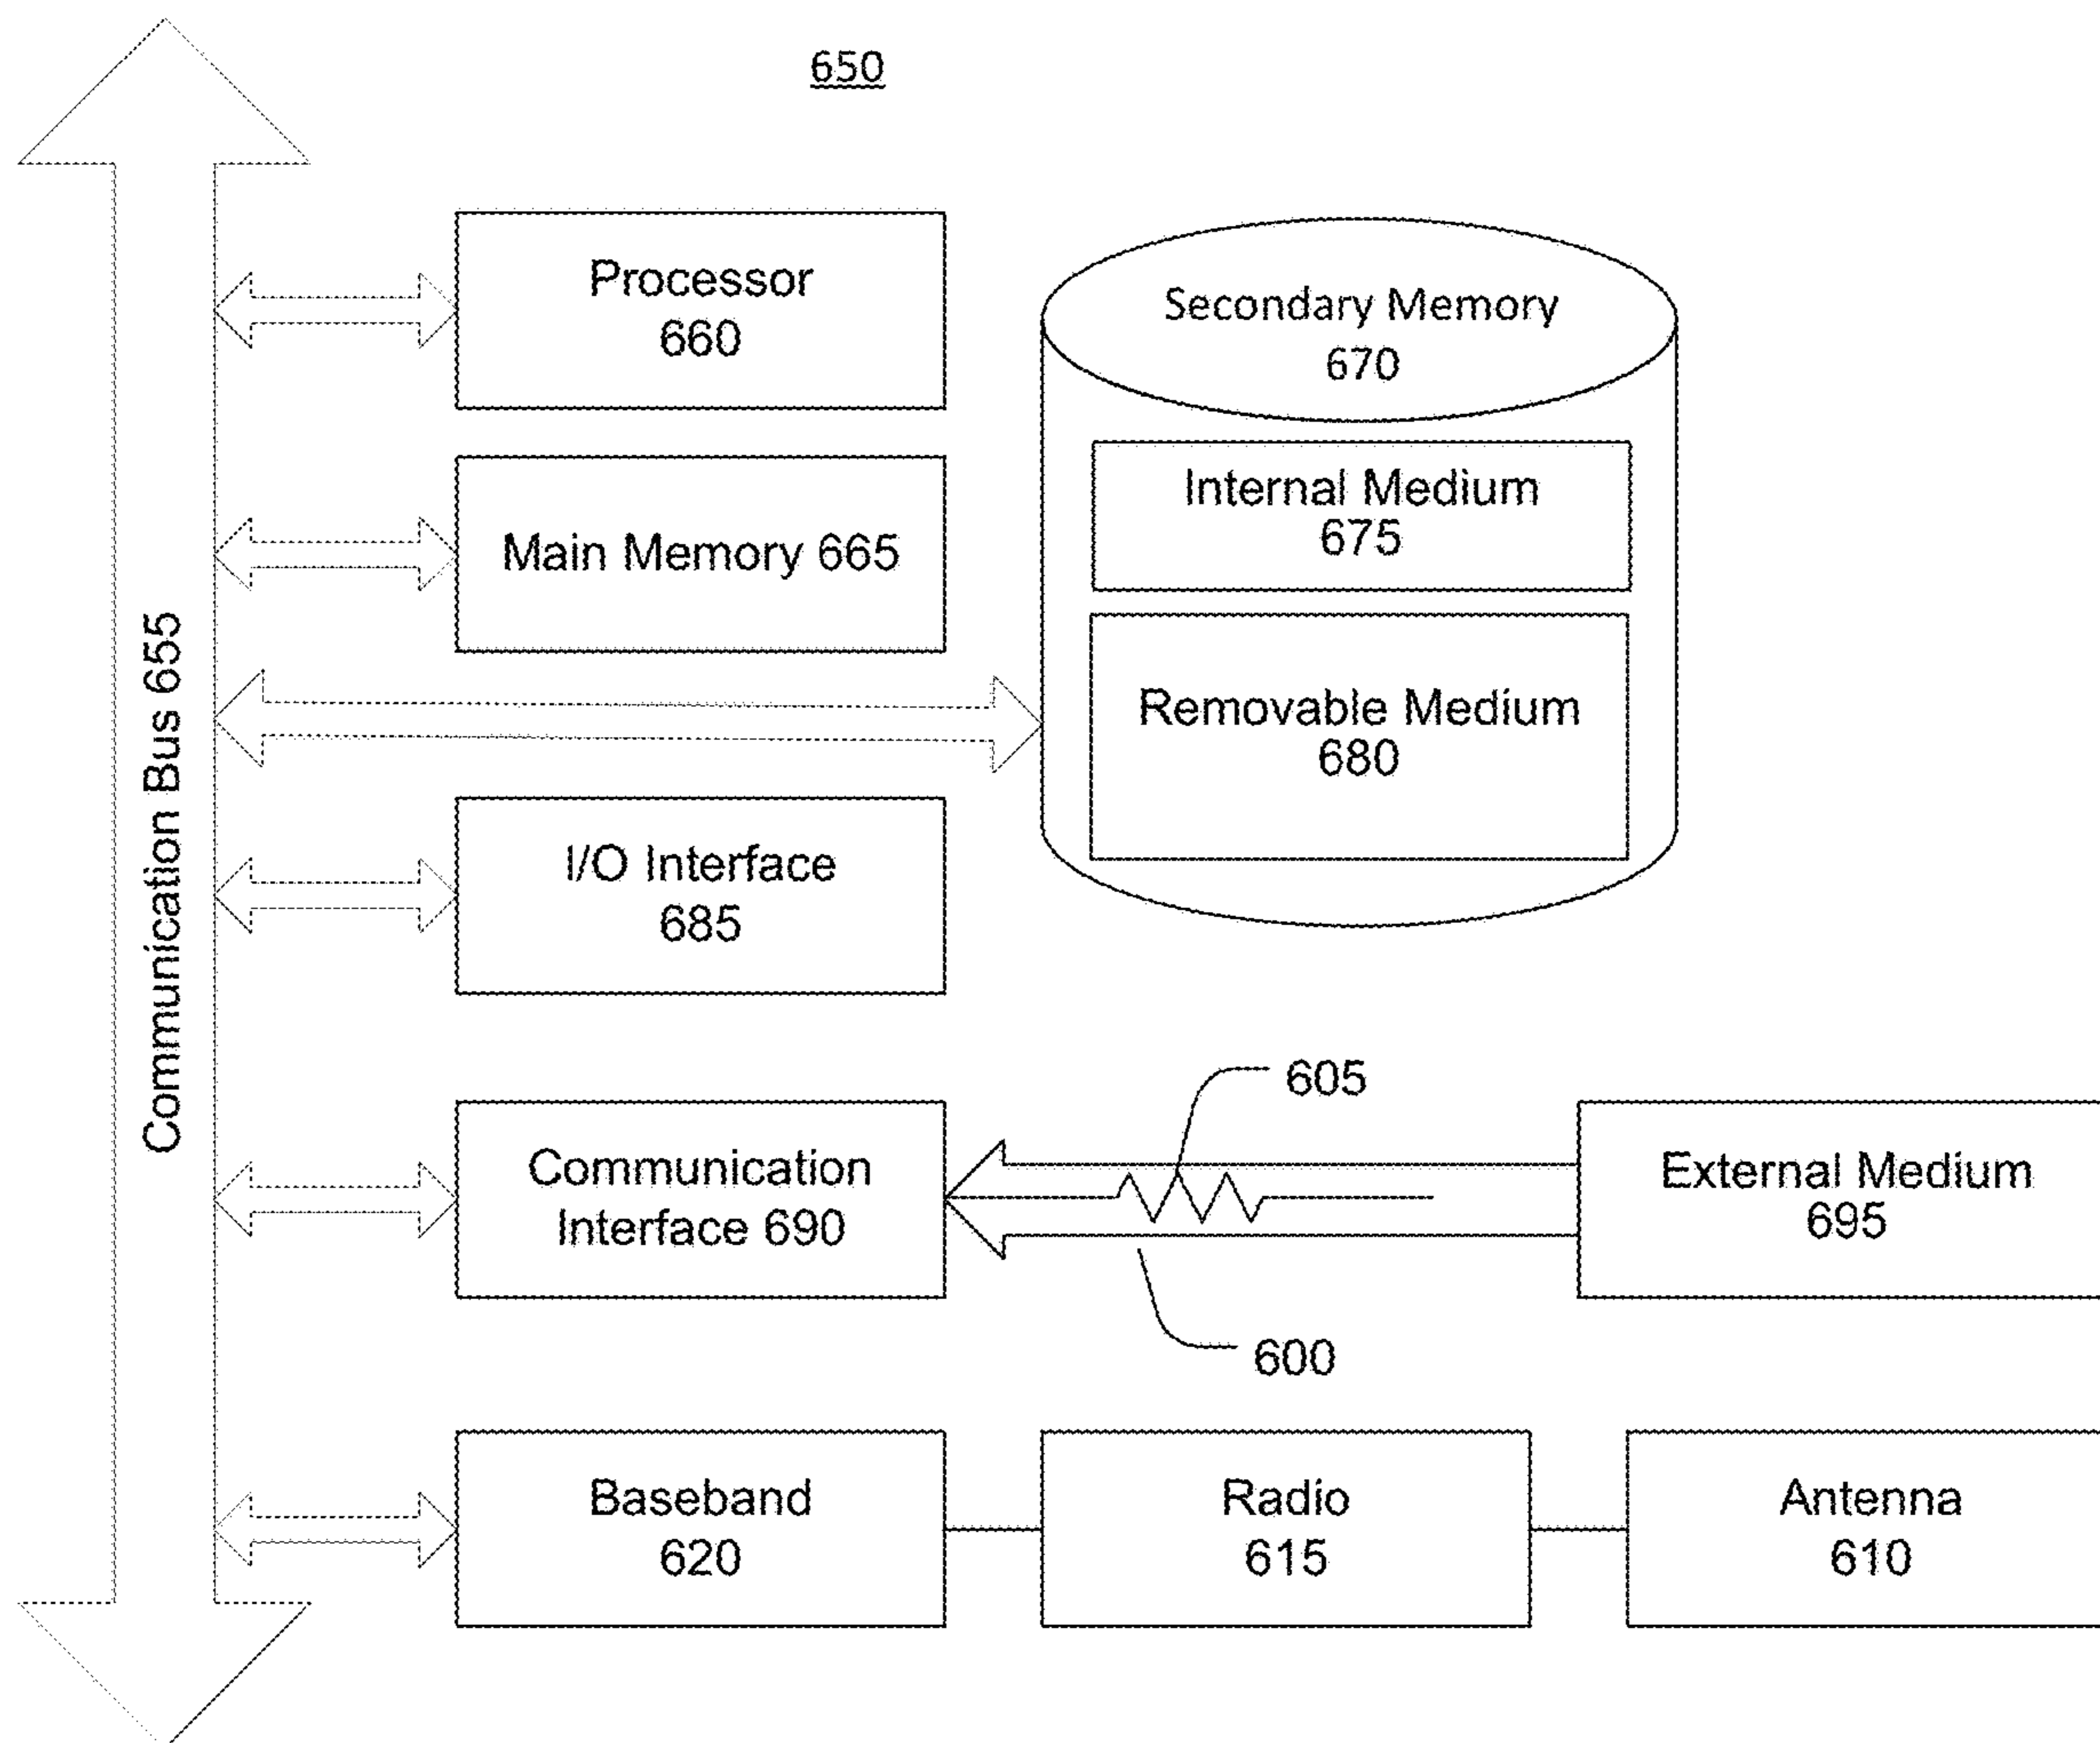 650
Communication Bus 655
Processor
660
Main Memory 665
Secondary Memory
670
Internal Medium
675
Removable Medium
680
I/O Interface
685
Communication
Interface 690
605
600
External Medium
695
Baseband
620
Radio
615
Antenna
610